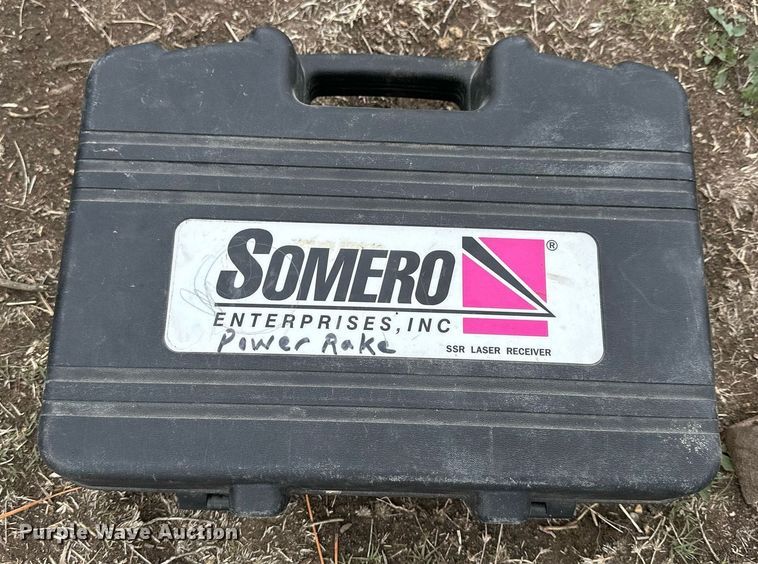 SOMERO®
ENTERPRISES, INC
Power Rake
SSR LASER RECEIVER
Purple Wave Auction